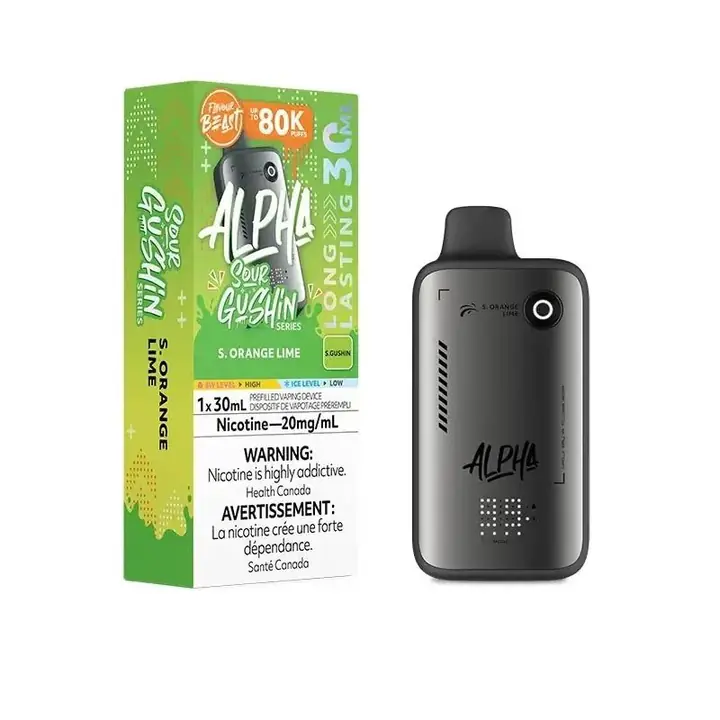 FLAVOUR
BEAST
UP TO 80K
PUFFS
LONG
LASTING 30ML
ALPHA
SOUR
GUSHIN
SERIES
S. ORANGE LIME
S.GUSHIN
LEVEL ▸ HIGH
ICE LEVEL ▸ LOW
1 x 30mL
PREFILLED VAPING DEVICE
DISPOSITIF DE VAPOTAGE PRÉREMPLI
Nicotine—20mg/mL
WARNING:
Nicotine is highly addictive.
Health Canada
AVERTISSEMENT:
La nicotine crée une forte
dépendance.
Santé Canada
SOUR
GUSHIN
SERIES
S. ORANGE
LIME
S. ORANGE
LIME
ALPHA